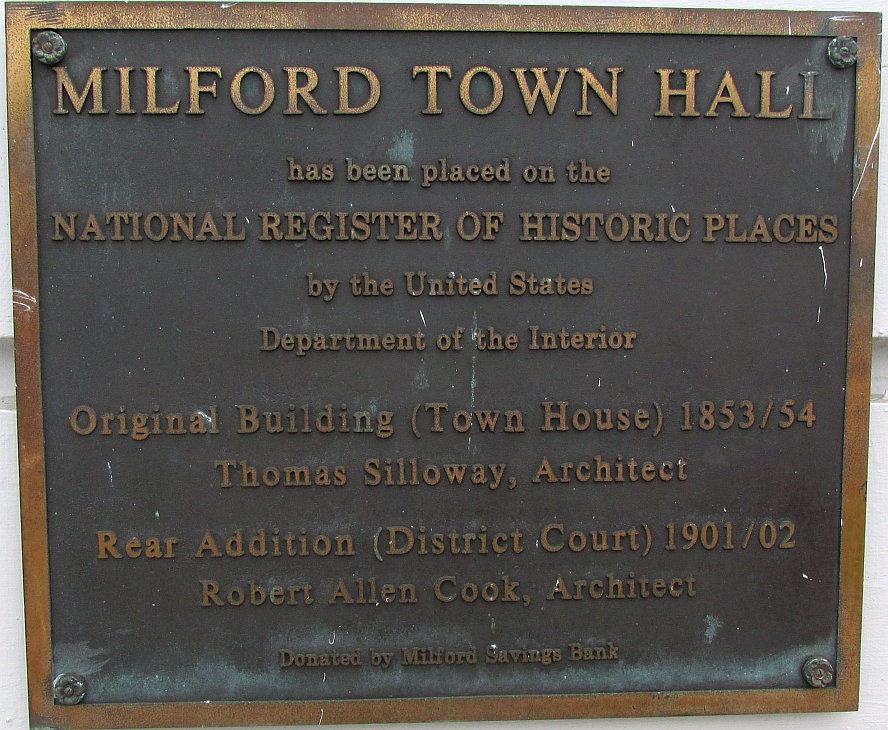 MILFORD TOWN HALL
has been placed on the
NATIONAL REGISTER OF HISTORIC PLACES
by the United States
Department of the Interior
Original Building (Town House) 1853/54
Thomas Silloway, Architect
Rear Addition (District Court) 1901/02
Robert Allen Cook, Architect
Donated by Milford Savings Bank